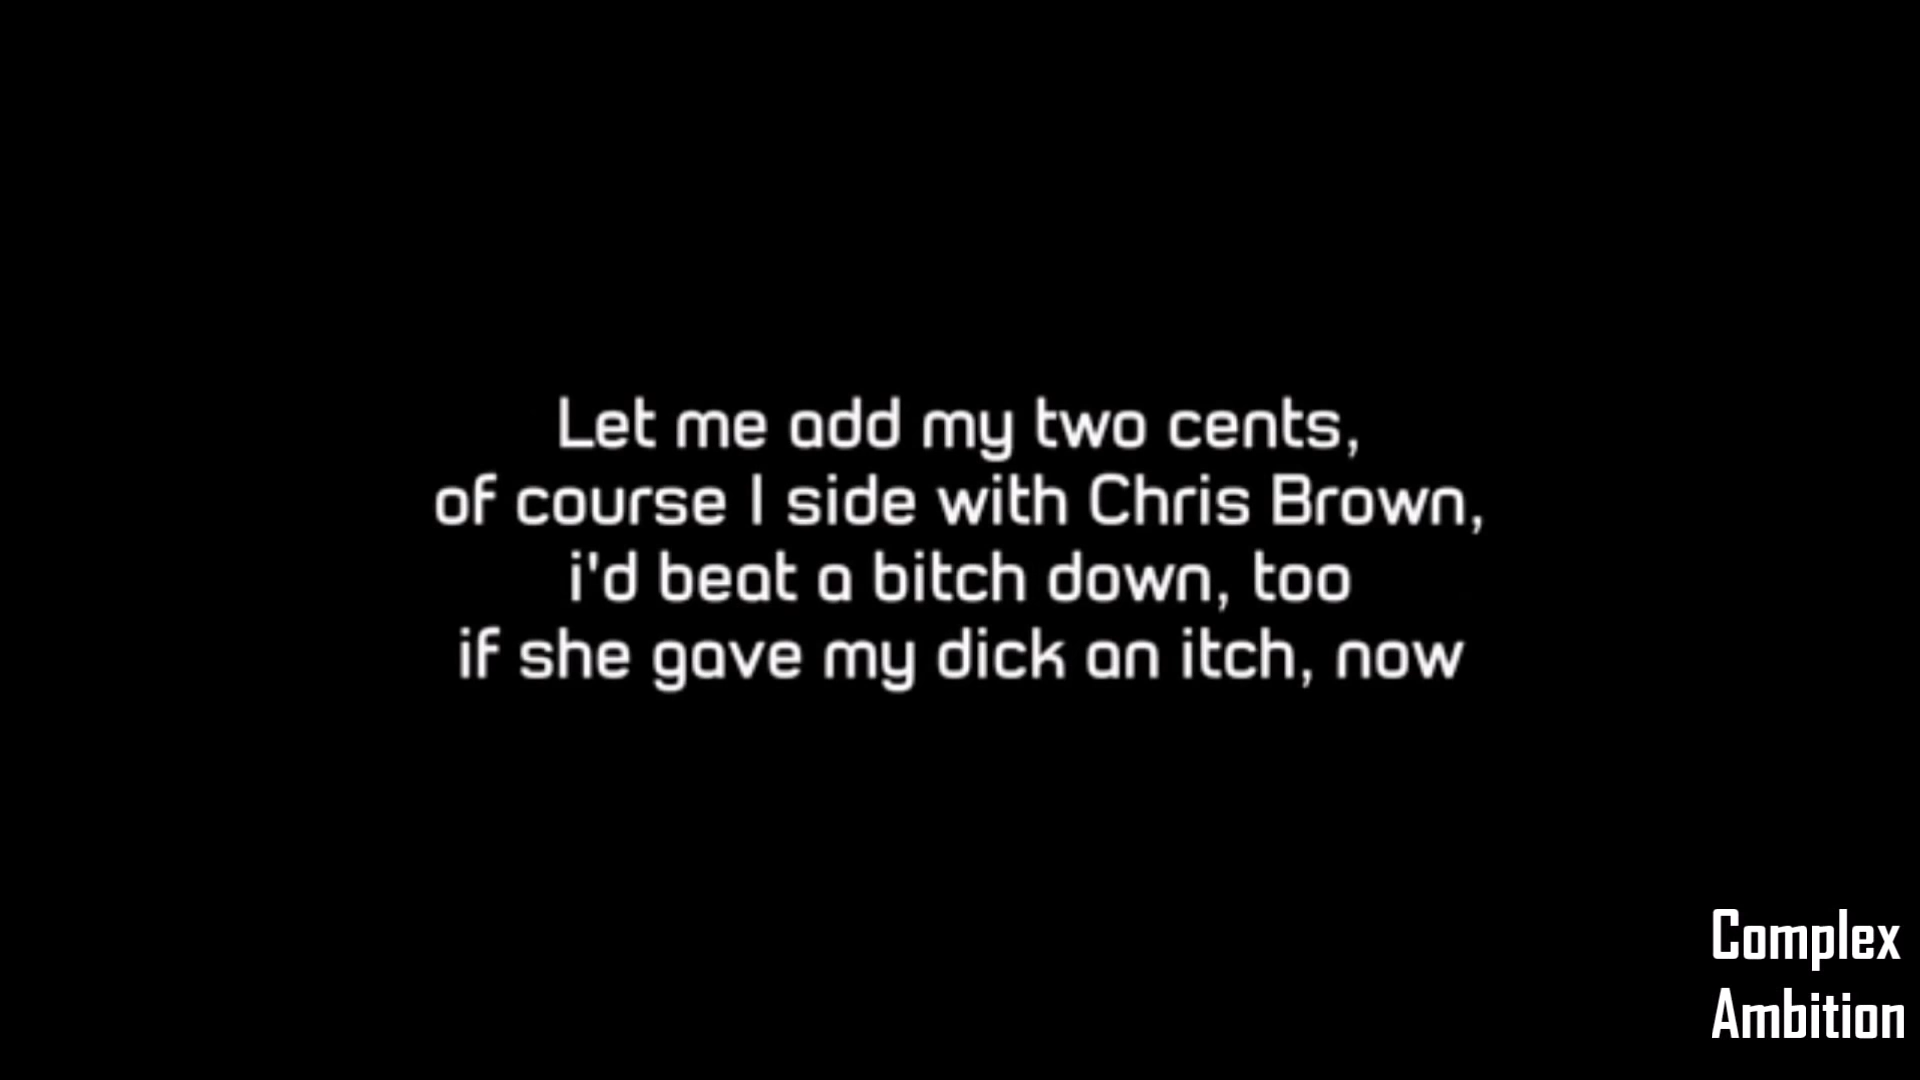 Let me add my two cents,
of course I side with Chris Brown,
i'd beat a bitch down, too
if she gave my dick an itch, now
Complex
Ambition